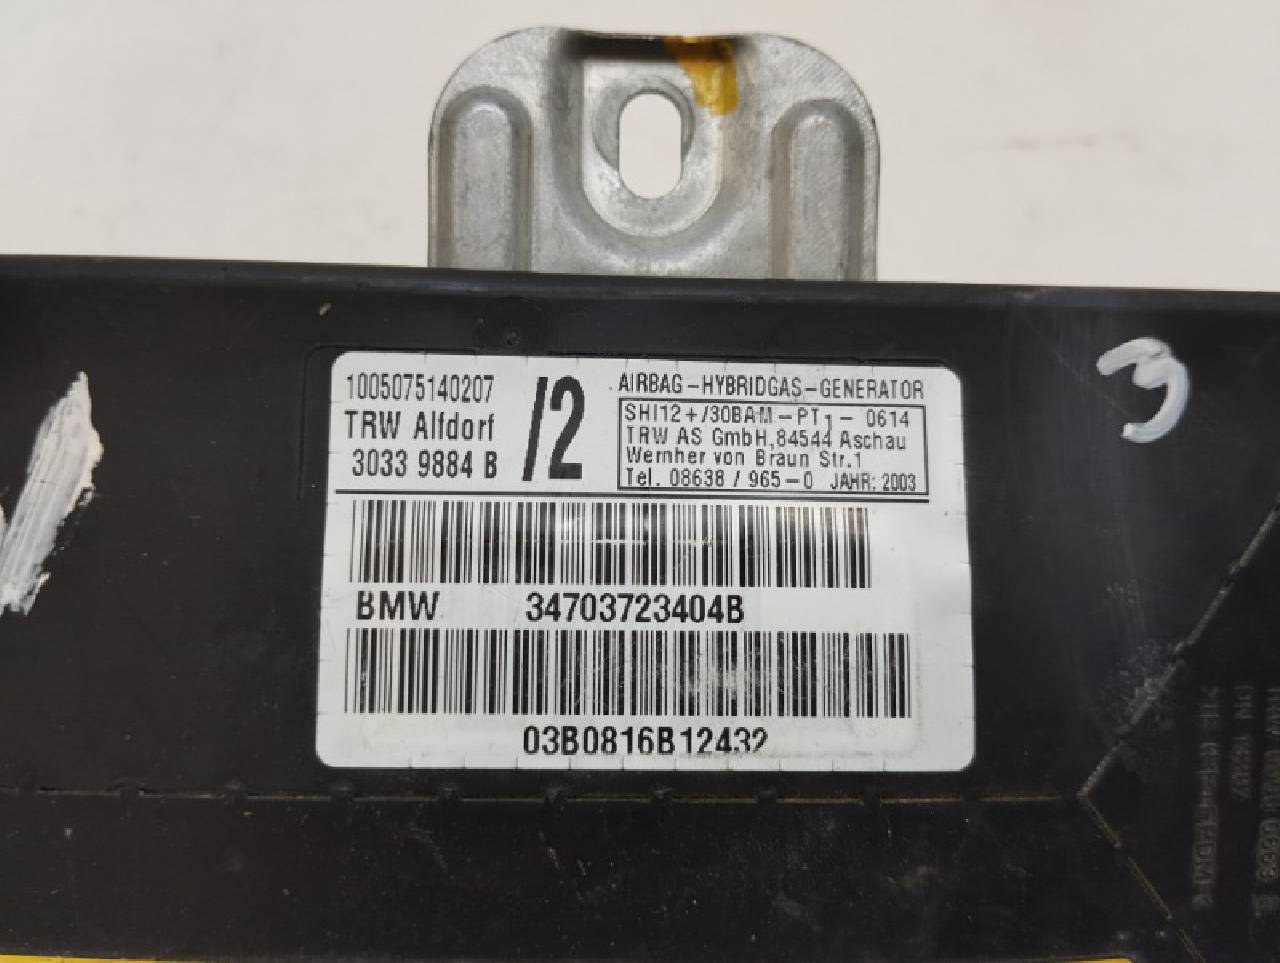 1005075140207
TRW Alfdorf
3033 9884 B
/2
AIRBAG-HYBRIDGAS-GENERATOR
SHI12+/30BAM-PT1-0614
TRW AS GmbH,84544 Aschau
Wernher von Braun Str.1
Tel. 08638 / 965-0 JAHR: 2003
BMW 34703723404B
03B0816B12432
3